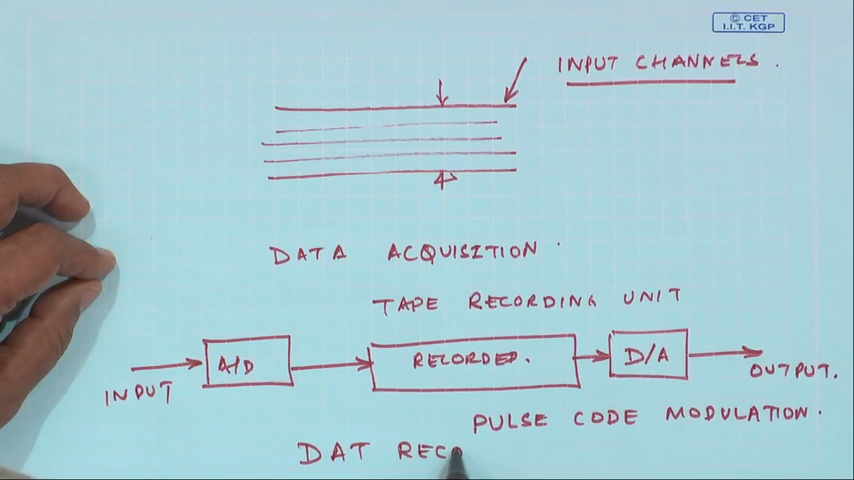 © CET
I.I.T. KGP
INPUT CHANNELS.
DATA ACQUISITION.
TAPE RECORDING UNIT
INPUT
A/D
RECORDED.
D/A
OUTPUT.
PULSE CODE MODULATION.
DAT REC